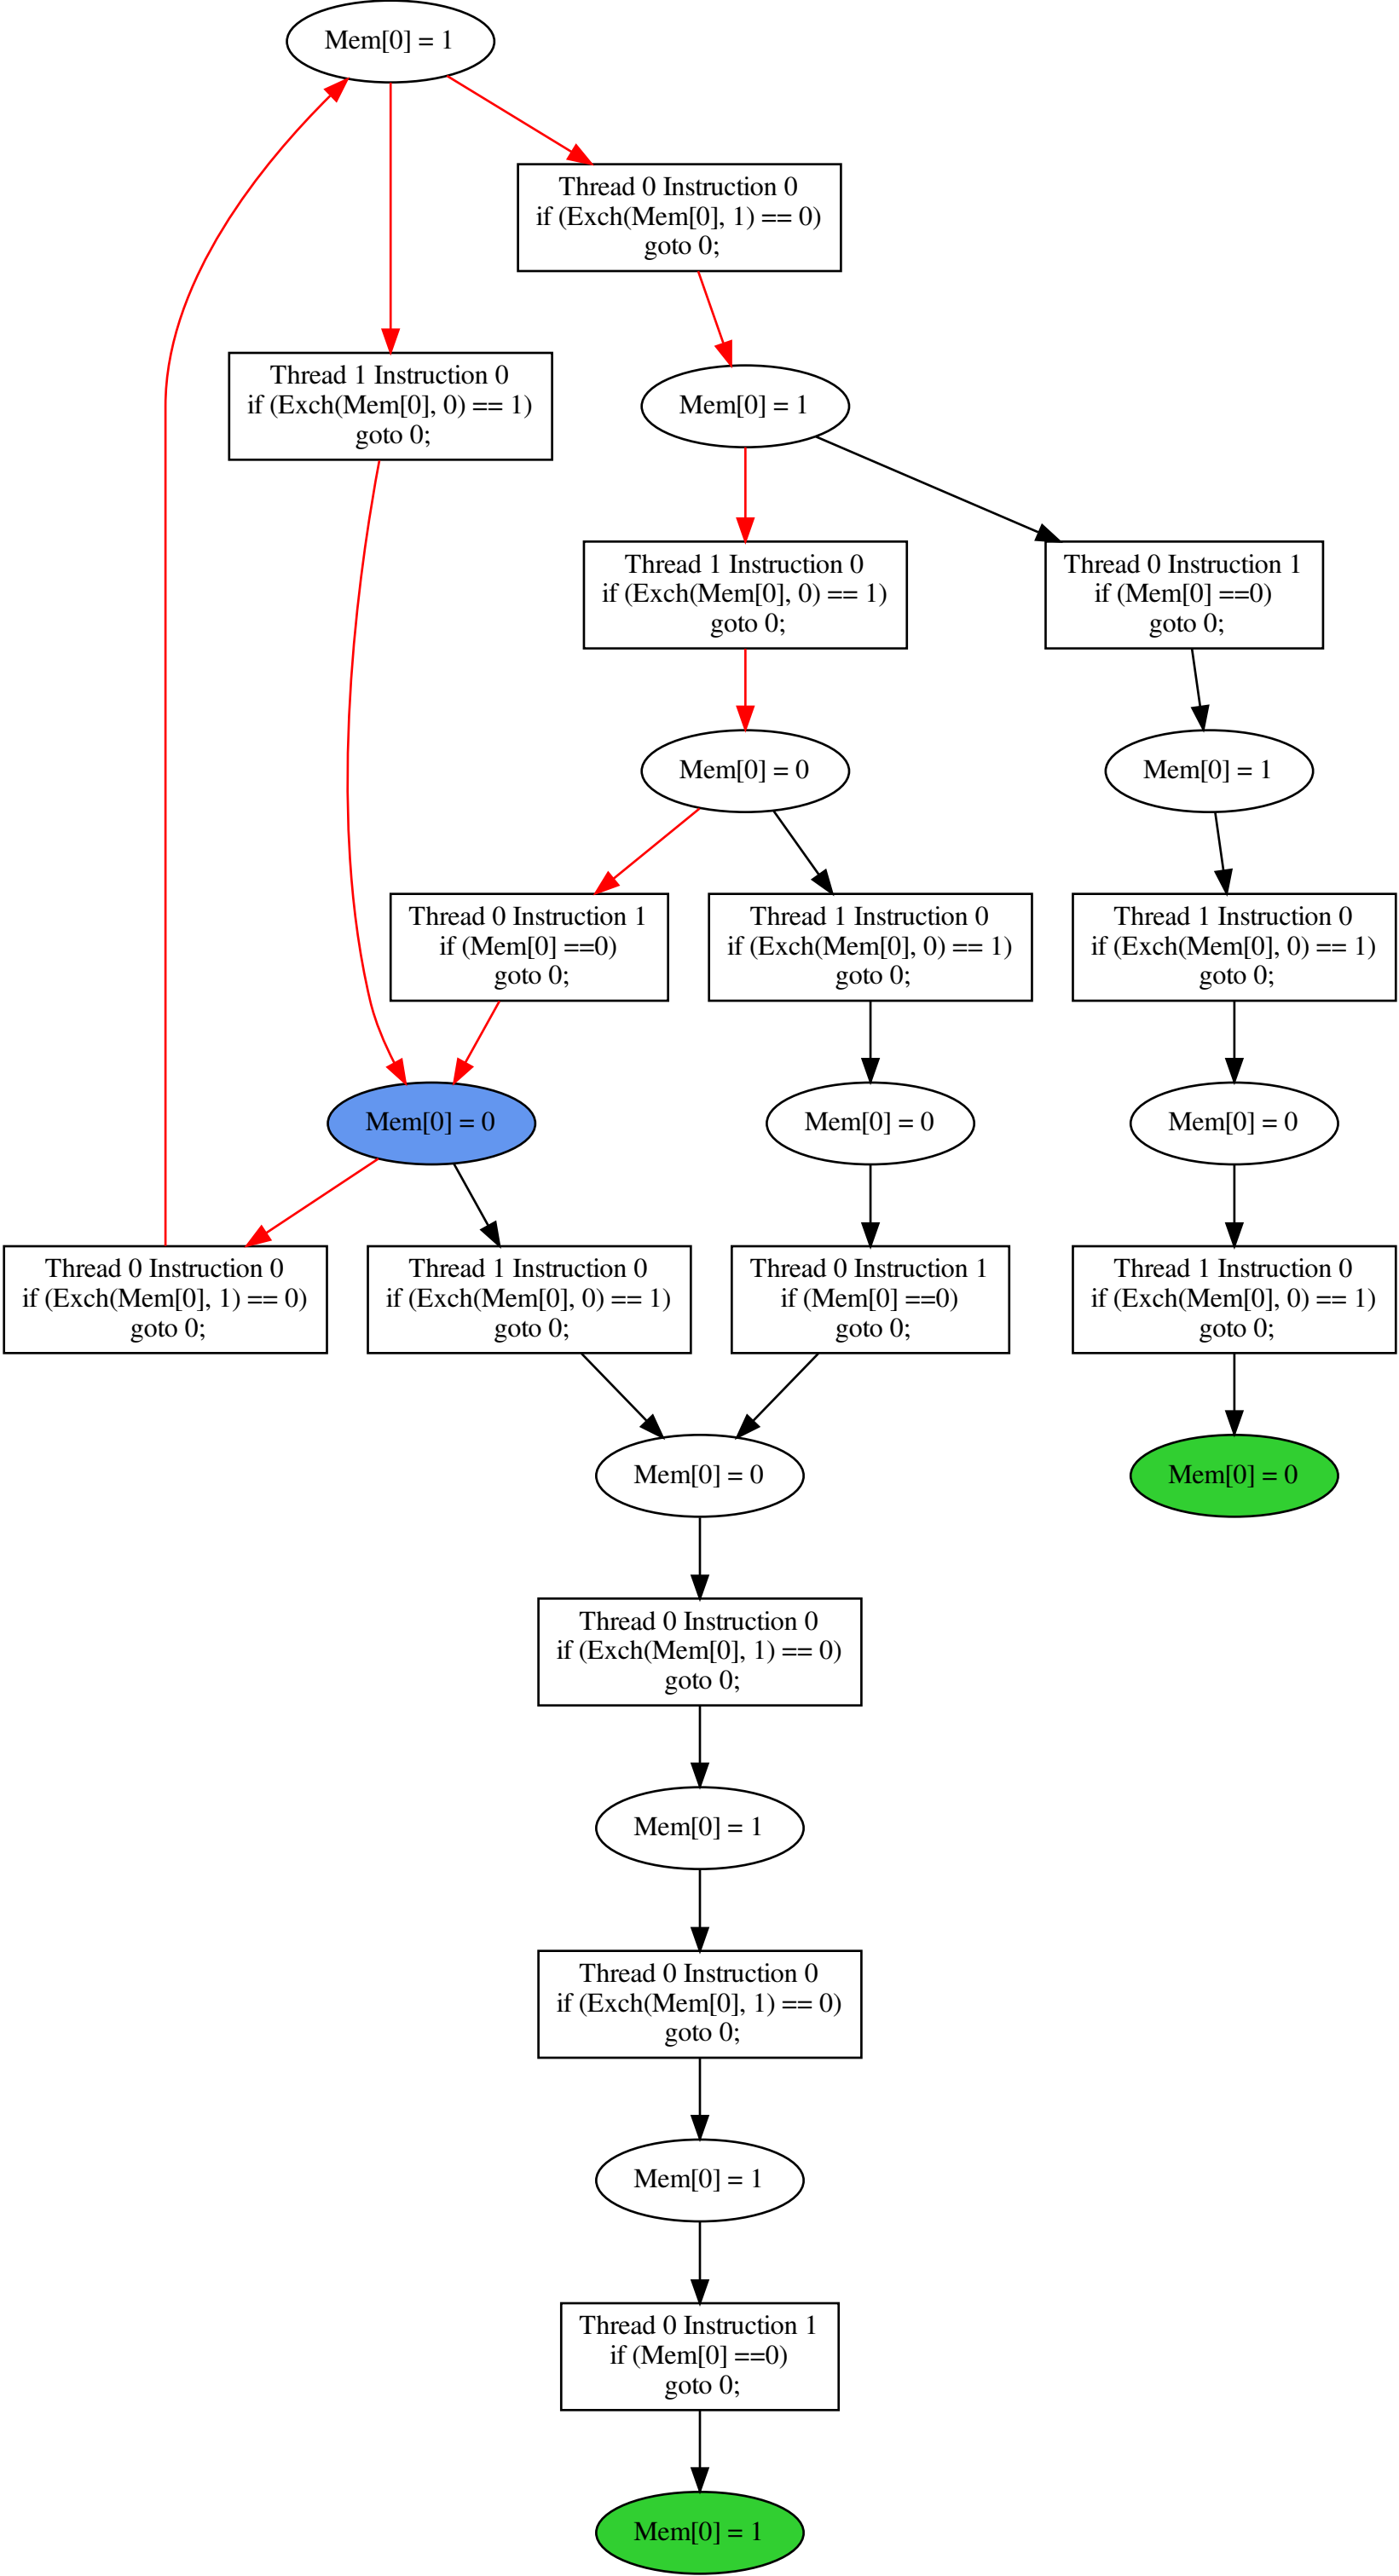 Mem[0] = 1
Thread 0 Instruction 0
if (Exch(Mem[0], 1) == 0)
goto 0;
Thread 1 Instruction 0
if (Exch(Mem[0], 0) == 1)
goto 0;
Mem[0] = 1
Thread 1 Instruction 0
if (Exch(Mem[0], 0) == 1)
goto 0;
Thread 0 Instruction 1
if (Mem[0] ==0)
goto 0;
Mem[0] = 0
Mem[0] = 1
Thread 0 Instruction 1
if (Mem[0] ==0)
goto 0;
Thread 1 Instruction 0
if (Exch(Mem[0], 0) == 1)
goto 0;
Thread 1 Instruction 0
if (Exch(Mem[0], 0) == 1)
goto 0;
Mem[0] = 0
Mem[0] = 0
Mem[0] = 0
Thread 0 Instruction 0
if (Exch(Mem[0], 1) == 0)
goto 0;
Thread 1 Instruction 0
if (Exch(Mem[0], 0) == 1)
goto 0;
Thread 0 Instruction 1
if (Mem[0] ==0)
goto 0;
Thread 1 Instruction 0
if (Exch(Mem[0], 0) == 1)
goto 0;
Mem[0] = 0
Mem[0] = 0
Thread 0 Instruction 0
if (Exch(Mem[0], 1) == 0)
goto 0;
Mem[0] = 1
Thread 0 Instruction 0
if (Exch(Mem[0], 1) == 0)
goto 0;
Mem[0] = 1
Thread 0 Instruction 1
if (Mem[0] ==0)
goto 0;
Mem[0] = 1